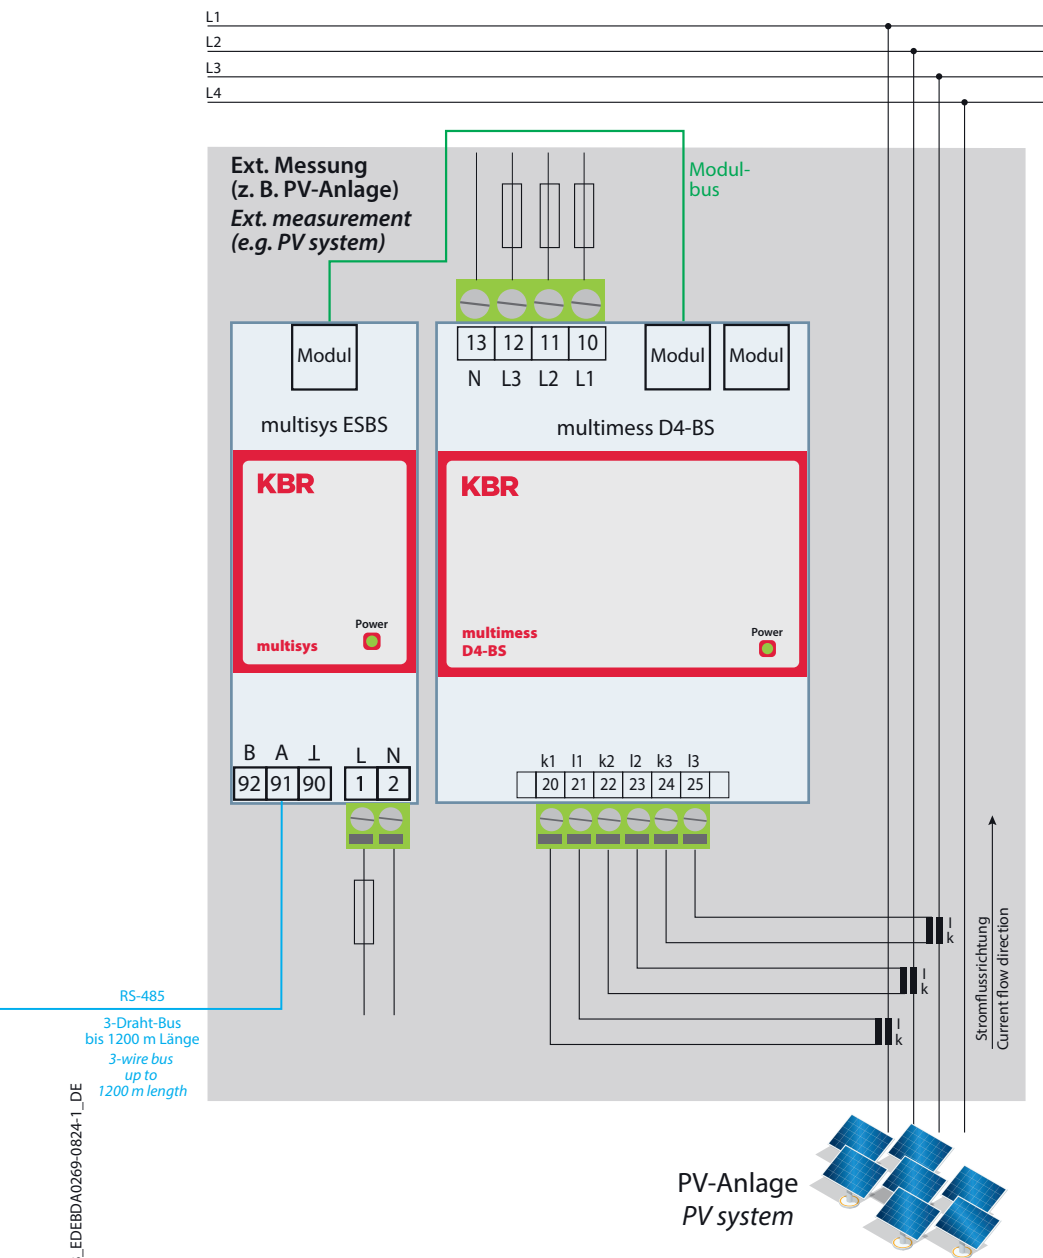 L1
L2
L3
L4
Ext. Messung
(z. B. PV-Anlage)
Ext. measurement
(e.g. PV system)
Modul-
bus
13 12 11 10
N L3 L2 L1
Modul
Modul
Modul
multisys ESBS
multimess D4-BS
KBR
KBR
Power
multisys
multimess
D4-BS
Power
B A ⊥ L N
92 91 90 1 2
k1 l1 k2 l2 k3 l3
20 21 22 23 24 25
l
k
l
k
l
k
Stromflussrichtung
Current flow direction
RS-485
3-Draht-Bus
bis 1200 m Länge
3-wire bus
up to
1200 m length
_EDEBDA0269-0824-1_DE
PV-Anlage
PV system